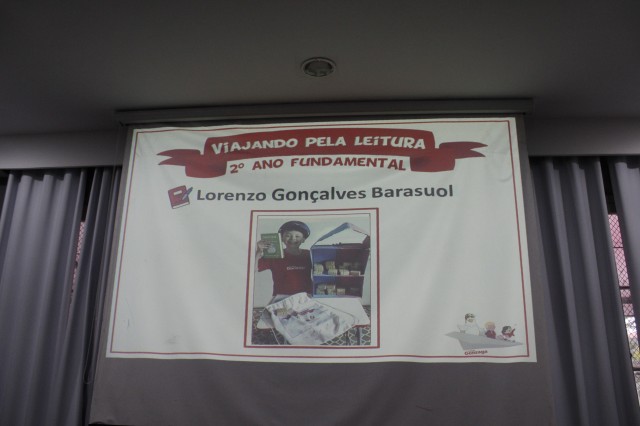 VIAJANDO PELA LEITURA
2º ANO FUNDAMENTAL
Lorenzo Gonçalves Barasuol